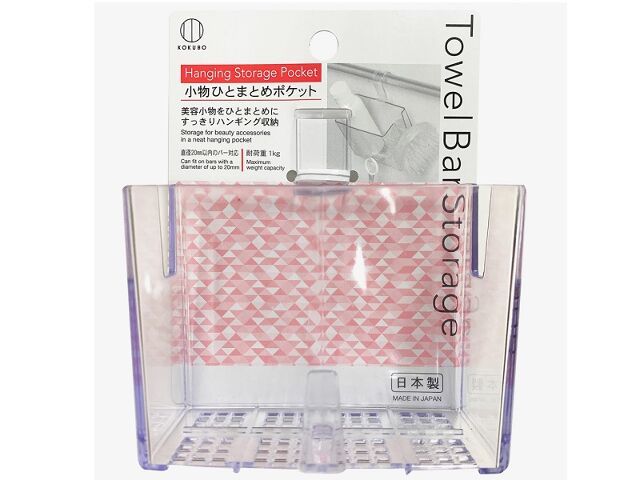 KOKUBO
Hanging Storage Pocket
小物ひとまとめポケット
美容小物をひとまとめに
すっきりハンギング収納
Storage for beauty accessories
in a neat hanging pocket
直径20mm以内のバー対応
Can fit on bars with a
diameter of up to 20mm
耐荷重 1kg
Maximum
weight capacity
Towel Bar Storage
日本製
MADE IN JAPAN